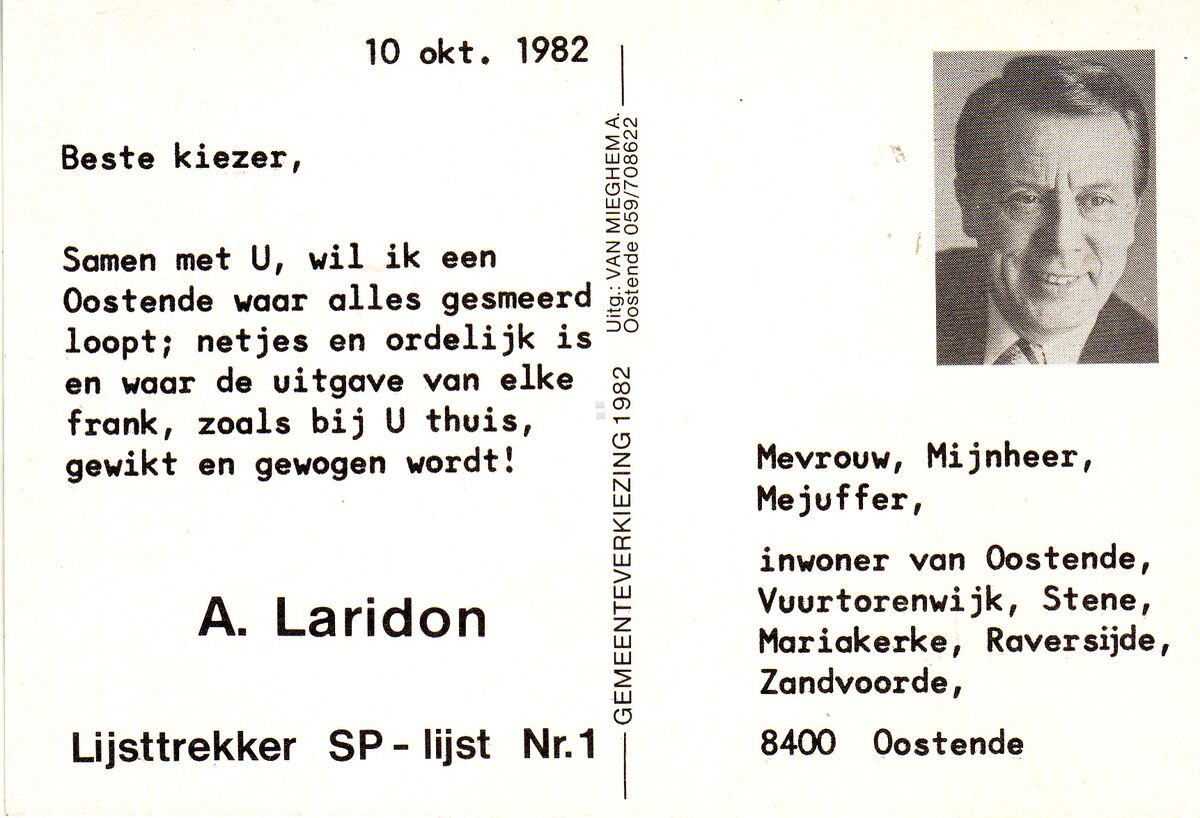 10 okt. 1982
Beste kiezer,
Samen met U, wil ik een
Oostende waar alles gesmeerd
loopt; netjes en ordelijk is
en waar de uitgave van elke
frank, zoals bij U thuis,
gewikt en gewogen wordt!
A. Laridon
Lijsttrekker SP-lijst Nr.1
GEMEENTEVERKIEZING 1982
Uitg.: VAN MIEGHEM A.
Oostende 059/708622
Mevrouw, Mijnheer,
Mejuffer,
inwoner van Oostende,
Vuurtorenwijk, Stene,
Mariakerke, Raversijde,
Zandvoorde,
8400 Oostende